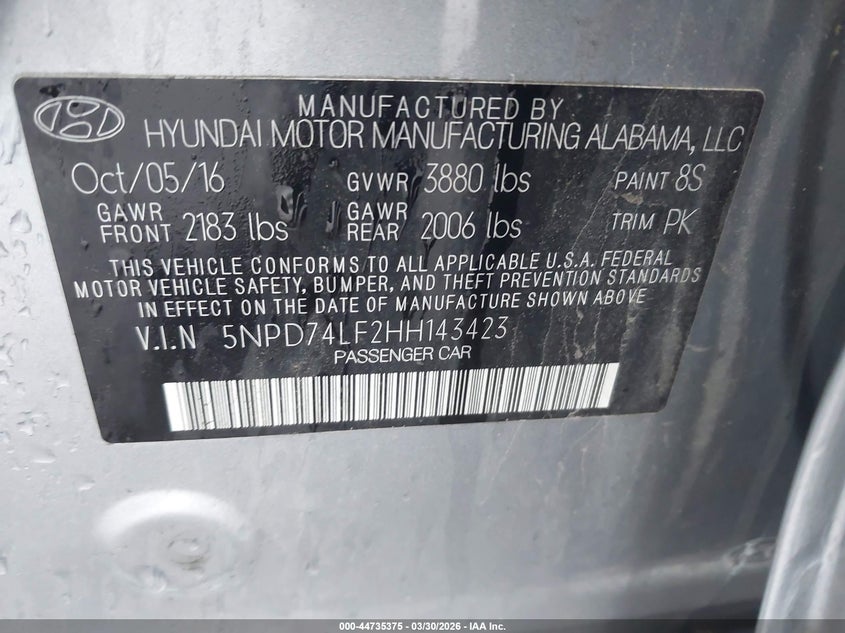 MANUFACTURED BY
HYUNDAI MOTOR MANUFACTURING ALABAMA, LLC
Oct/05/16 GVWR 3880 lbs PAINT 8S
GAWR FRONT 2183 lbs GAWR REAR 2006 lbs TRIM PK
THIS VEHICLE CONFORMS TO ALL APPLICABLE U.S.A. FEDERAL
MOTOR VEHICLE SAFETY, BUMPER, AND THEFT PREVENTION STANDARDS
IN EFFECT ON THE DATE OF MANUFACTURE SHOWN ABOVE
V.I.N 5NPD74LF2HH143423
PASSENGER CAR
000-44735375 | 03/30/2026 - IAA Inc.